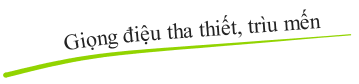 Giọng điệu tha thiết, trìu mến